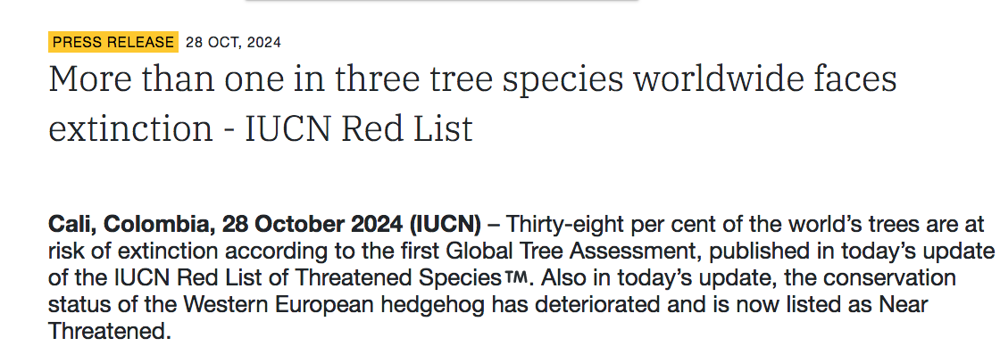 PRESS RELEASE 28 OCT, 2024
More than one in three tree species worldwide faces
extinction - IUCN Red List
Cali, Colombia, 28 October 2024 (IUCN) – Thirty-eight per cent of the world’s trees are at
risk of extinction according to the first Global Tree Assessment, published in today’s update
of the IUCN Red List of Threatened Species™. Also in today’s update, the conservation
status of the Western European hedgehog has deteriorated and is now listed as Near
Threatened.